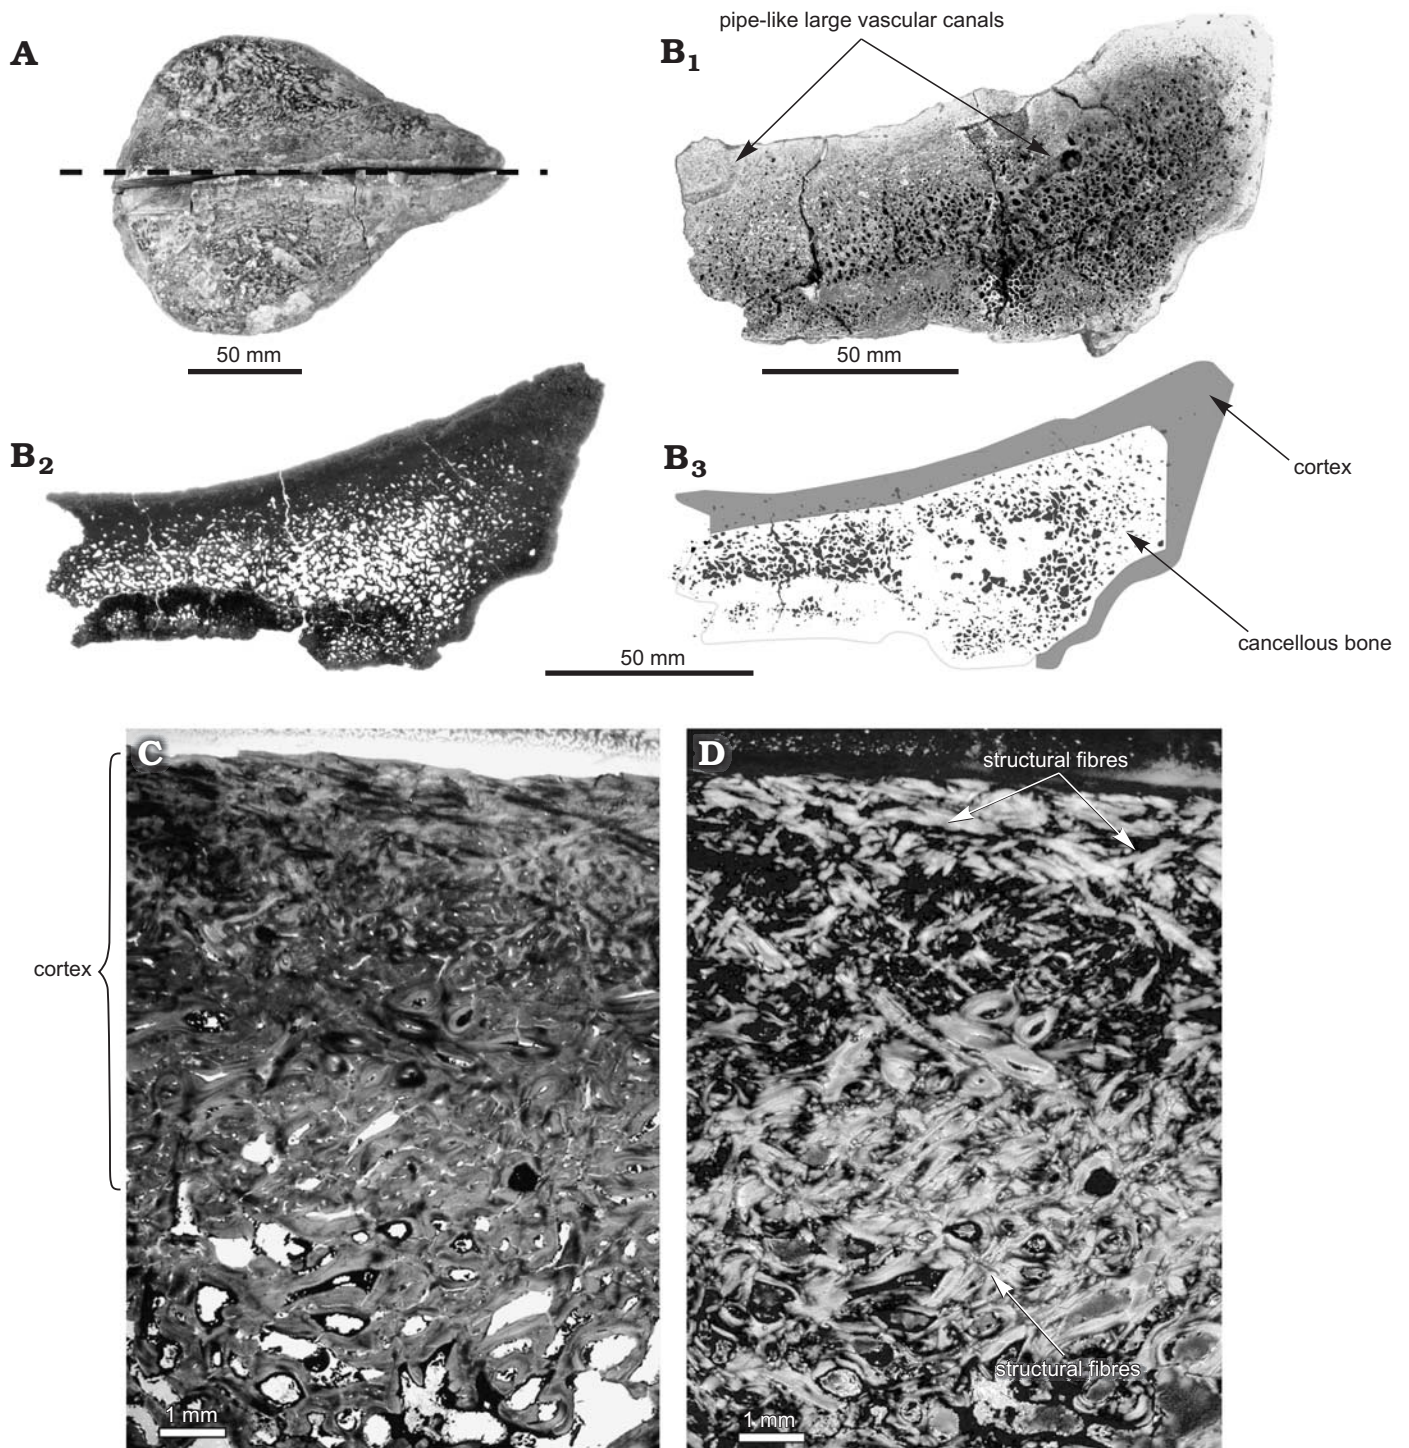 A
pipe-like large vascular canals
B1
50 mm
50 mm
B2
B3
cortex
cancellous bone
50 mm
C
D
structural fibres
cortex
structural fibres
1 mm
1 mm